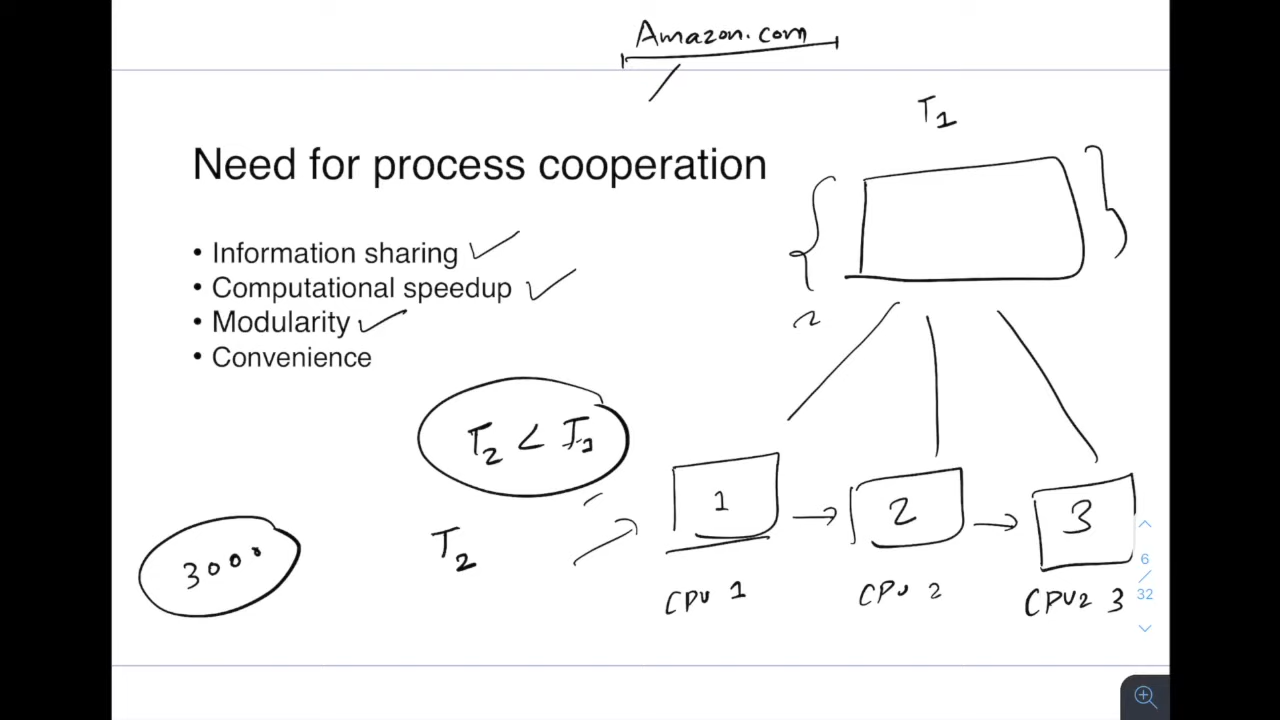 Amazon.com
T1
Need for process cooperation
• Information sharing
• Computational speedup
• Modularity
• Convenience
T2 < T1
1
2
3
T2
3000
CPU 1
CPU 2
CPU2 3
6
/
32